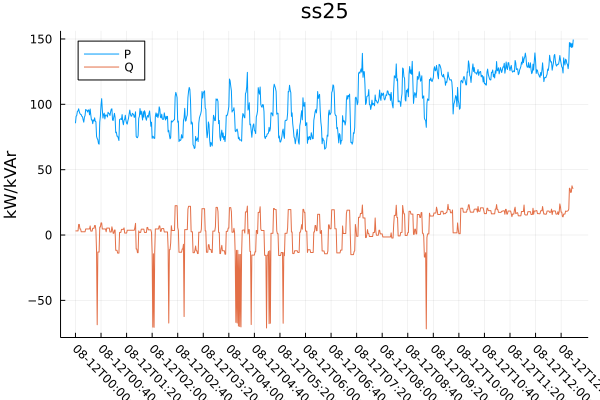 ss25
P
Q
kW/kVAr
150
100
50
0
−50
08-12T00:00
08-12T00:40
08-12T01:20
08-12T02:00
08-12T02:40
08-12T03:20
08-12T04:00
08-12T04:40
08-12T05:20
08-12T06:00
08-12T06:40
08-12T07:20
08-12T08:00
08-12T08:40
08-12T09:20
08-12T10:00
08-12T10:40
08-12T11:20
08-12T12:00
08-12T12